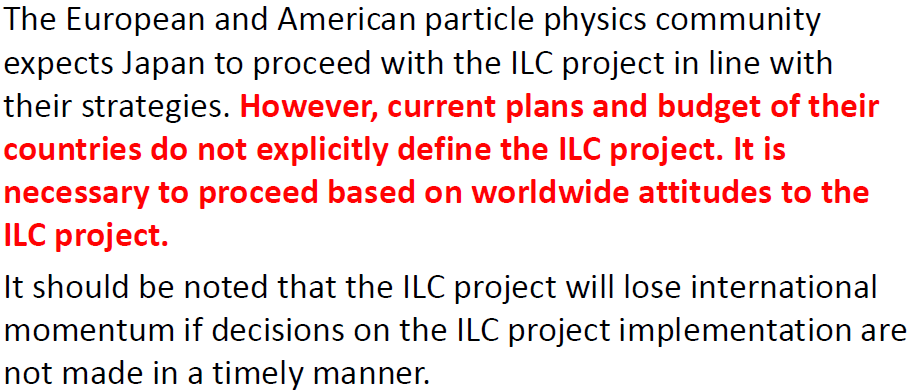 The European and American particle physics community
expects Japan to proceed with the ILC project in line with
their strategies. However, current plans and budget of their
countries do not explicitly define the ILC project. It is
necessary to proceed based on worldwide attitudes to the
ILC project.
It should be noted that the ILC project will lose international
momentum if decisions on the ILC project implementation are
not made in a timely manner.